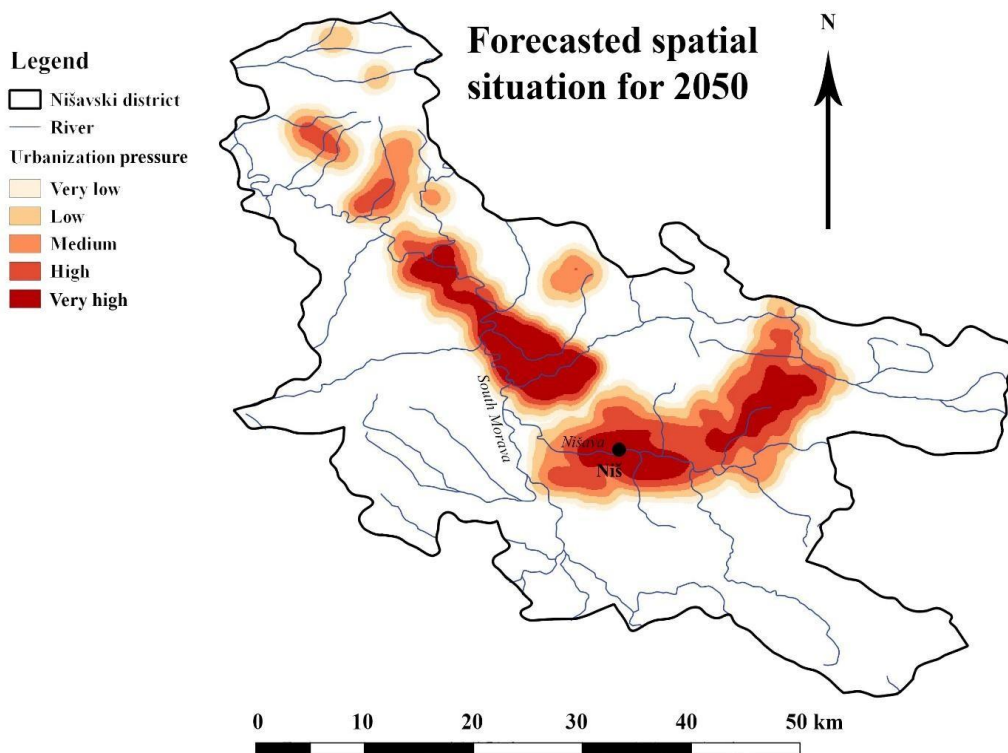 Forecasted spatial
situation for 2050
N
Legend
Nišavski district
River
Urbanization pressure
Very low
Low
Medium
High
Very high
South Morava
Nišava
Niš
0 10 20 30 40 50 km